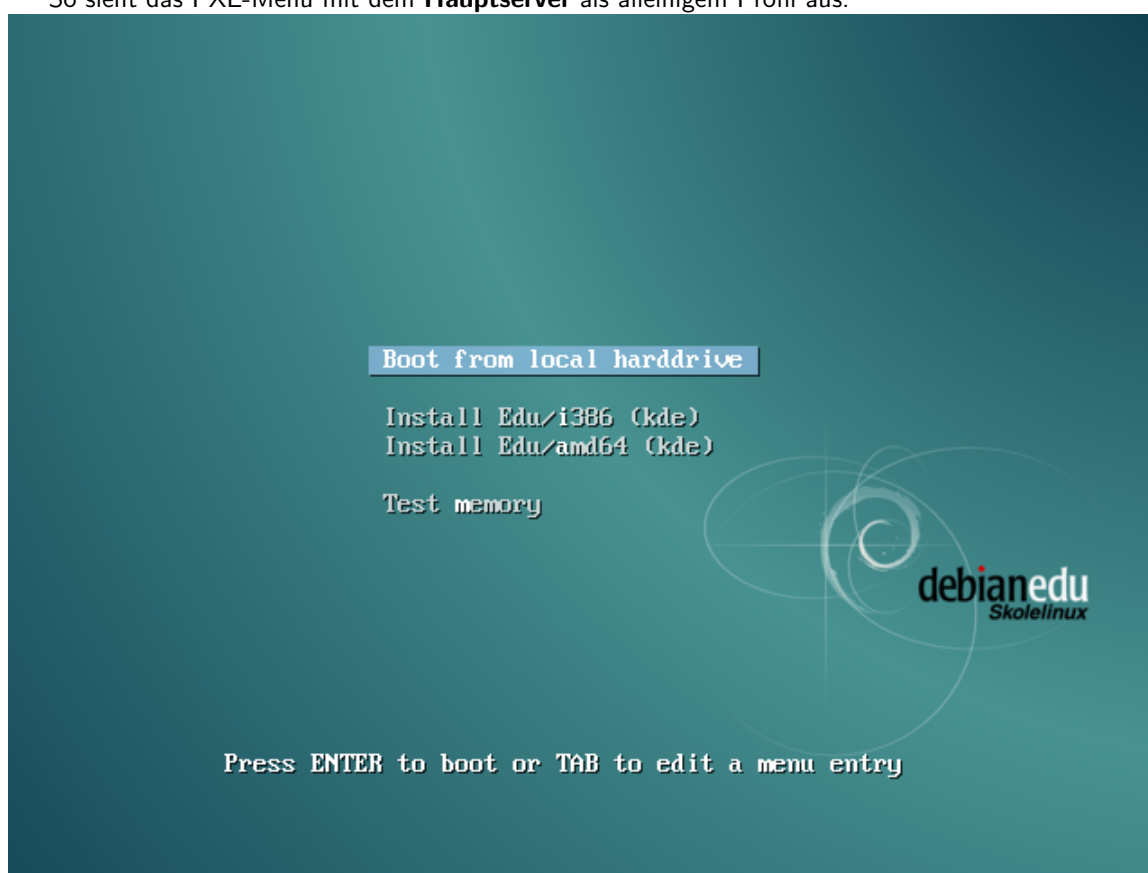 So sieht das PXE-Menü mit dem Hauptserver als alleinigem Profil aus:
Boot from local harddrive
Install Edu/i386 (kde)
Install Edu/amd64 (kde)
Test memory
debianedu
Skolelinux
Press ENTER to boot or TAB to edit a menu entry